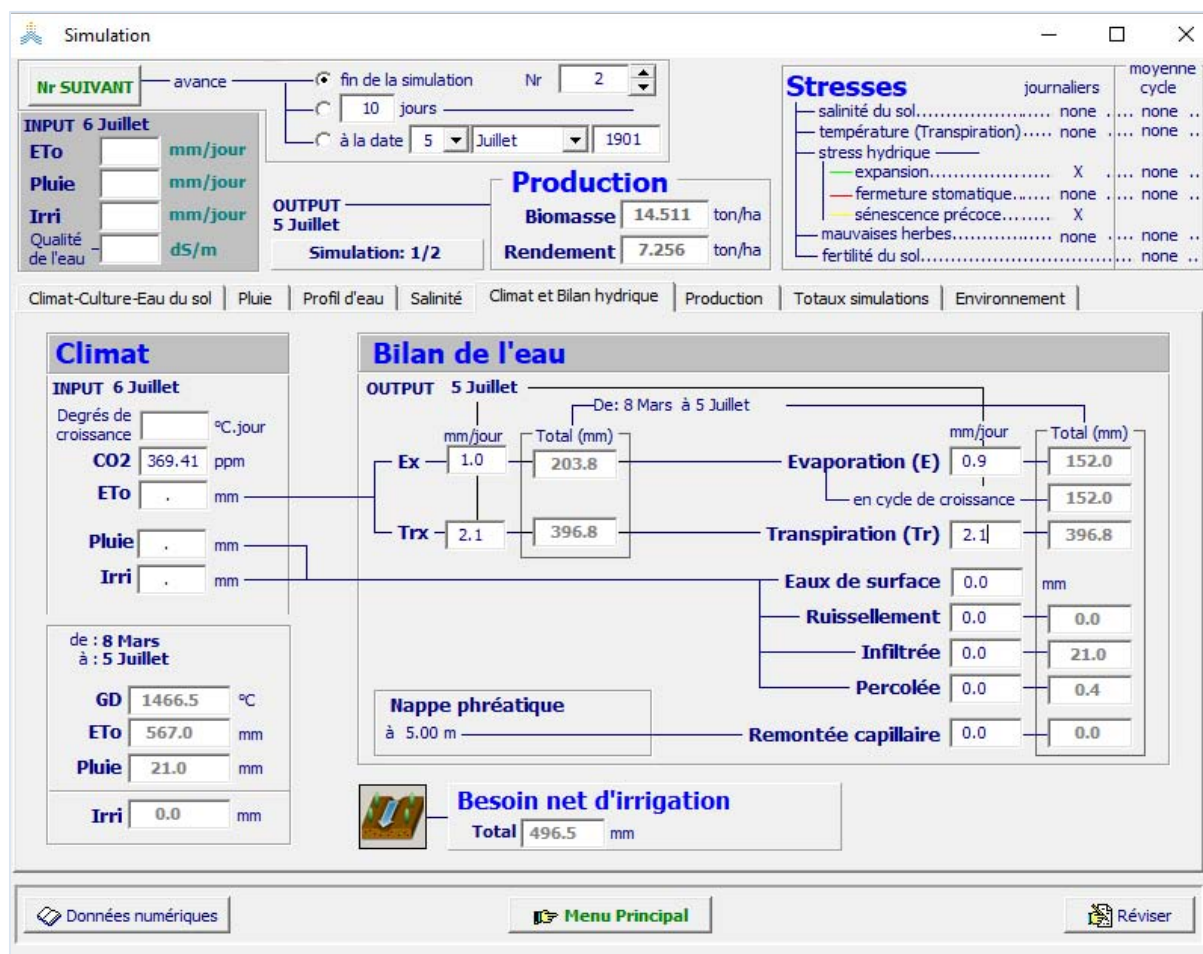 Simulation
Nr SUIVANT avance fin de la simulation Nr 2
10 jours
à la date 5 Juillet 1901
INPUT 6 Juillet
ETo mm/jour
Pluie mm/jour
Irri mm/jour
Qualité de l'eau dS/m
OUTPUT
5 Juillet
Simulation: 1/2
Production
Biomasse 14.511 ton/ha
Rendement 7.256 ton/ha
Stresses journaliers moyenne cycle
salinité du sol................ none .... none ..
température (Transpiration)..... none .... none ..
stress hydrique
expansion..................... X .... none ..
fermeture stomatique...... none .... none ..
sénescence précoce........ X
mauvaises herbes................. none .... none ..
fertilité du sol.................................... none ..
Climat-Culture-Eau du sol Pluie Profil d'eau Salinité Climat et Bilan hydrique Production Totaux simulations Environnement
Climat
INPUT 6 Juillet
Degrés de croissance °C.jour
CO2 369.41 ppm
ETo . mm
Pluie . mm
Irri . mm
de : 8 Mars
à : 5 Juillet
GD 1466.5 °C
ETo 567.0 mm
Pluie 21.0 mm
Irri 0.0 mm
Bilan de l'eau
OUTPUT 5 Juillet
De: 8 Mars à 5 Juillet
mm/jour Total (mm) mm/jour Total (mm)
Ex 1.0 203.8 Evaporation (E) 0.9 152.0
en cycle de croissance 152.0
Trx 2.1 396.8 Transpiration (Tr) 2.1 396.8
Eaux de surface 0.0 mm
Ruissellement 0.0 0.0
Infiltrée 0.0 21.0
Percolée 0.0 0.4
Nappe phréatique
à 5.00 m Remontée capillaire 0.0 0.0
Besoin net d'irrigation
Total 496.5 mm
Données numériques Menu Principal Réviser